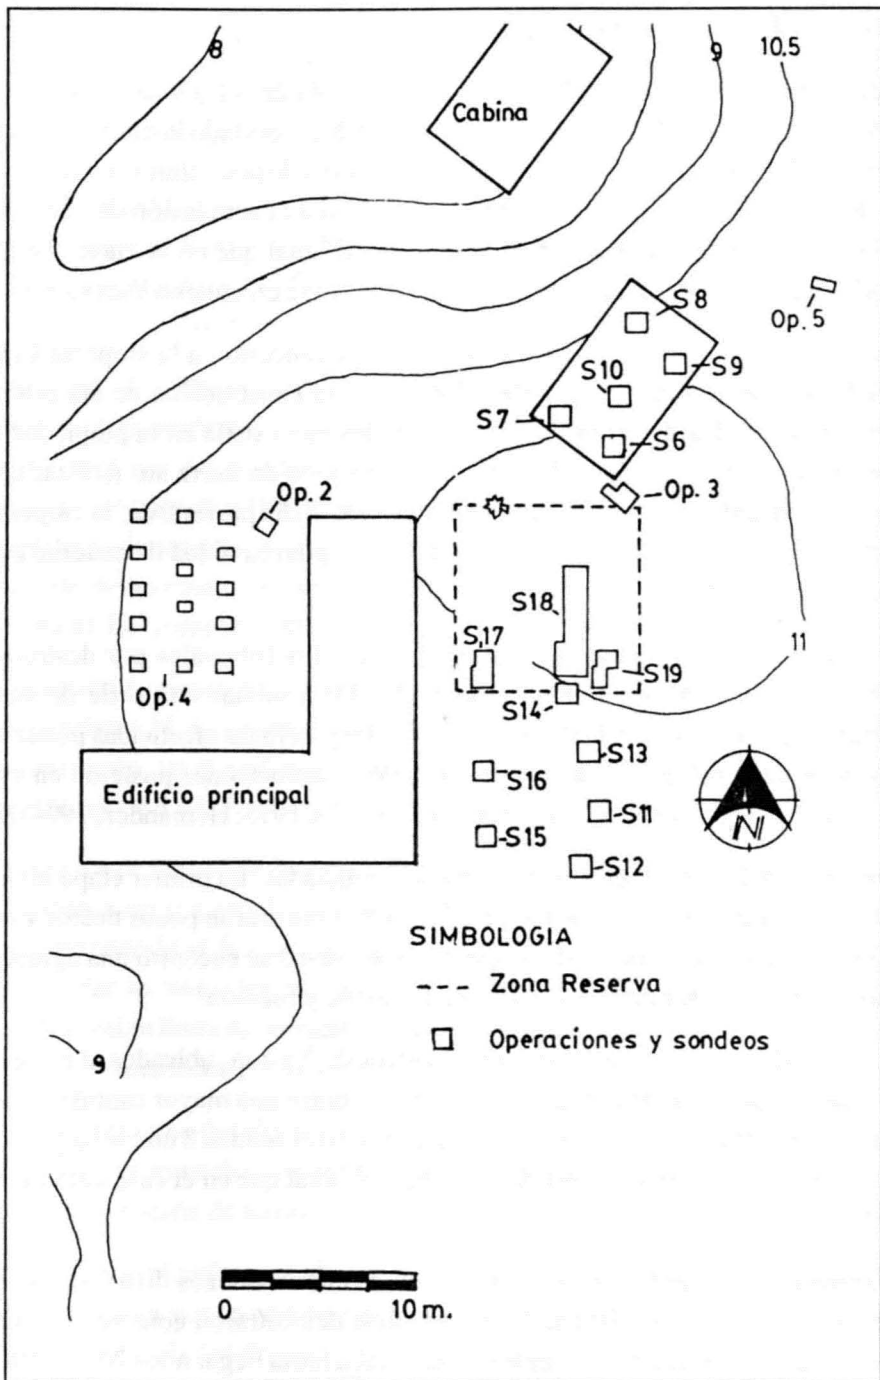 8
9
10.5
Cabina
S8
Op. 5
S9
S10
S7
S6
Op. 2
Op. 3
S18
S.17
11
S19
Op. 4
S14
S13
S16
Edificio principal
S11
N
S15
S12
SIMBOLOGIA
Zona Reserva
Operaciones y sondeos
9
0 10 m.